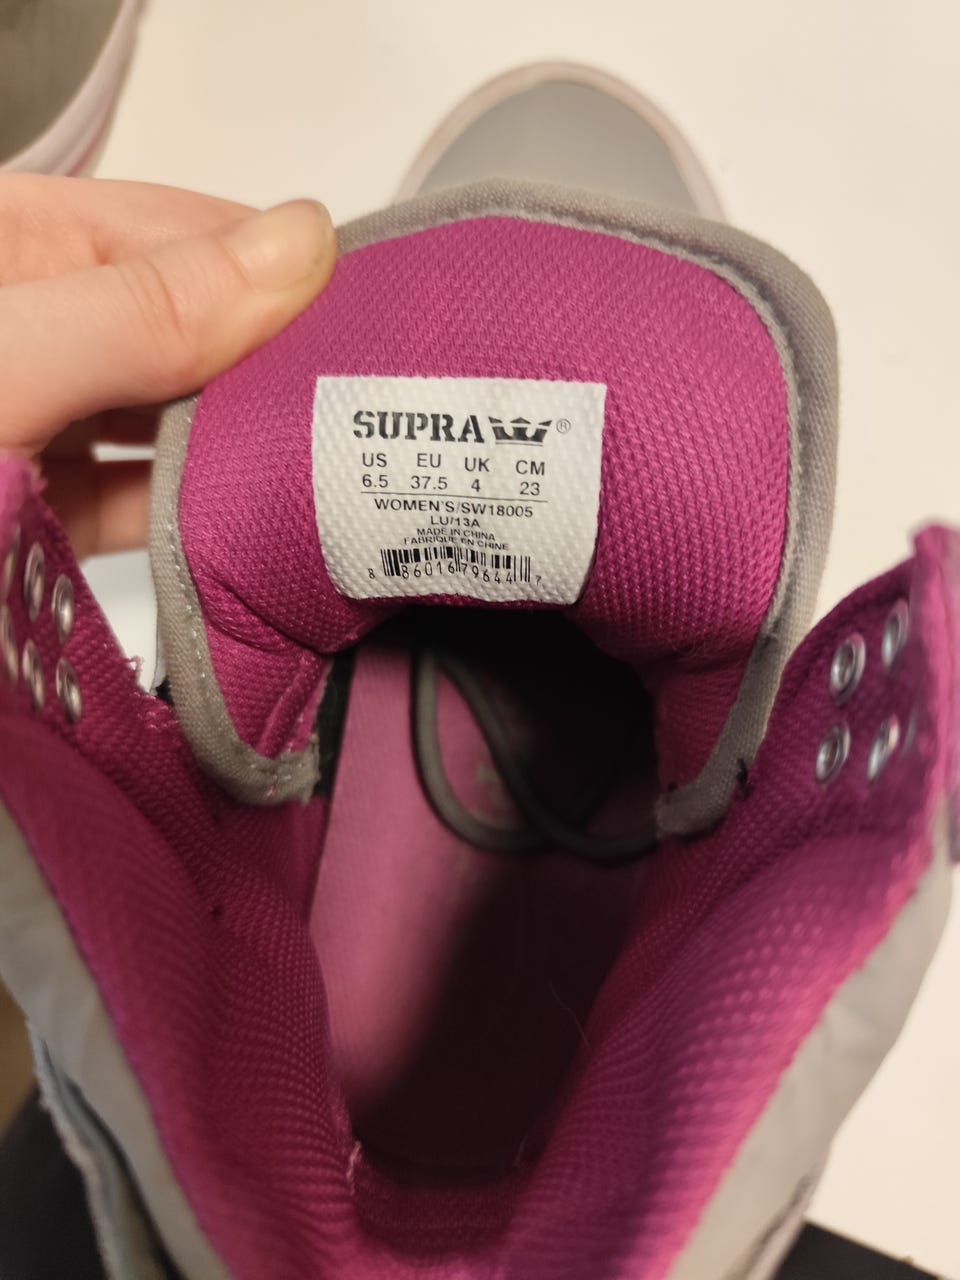 SUPRA ®
US EU UK CM
6.5 37.5 4 23
WOMEN'S/SW18005
LU/13A
MADE IN CHINA
FABRIQUE EN CHINE
8 86016 79644 7